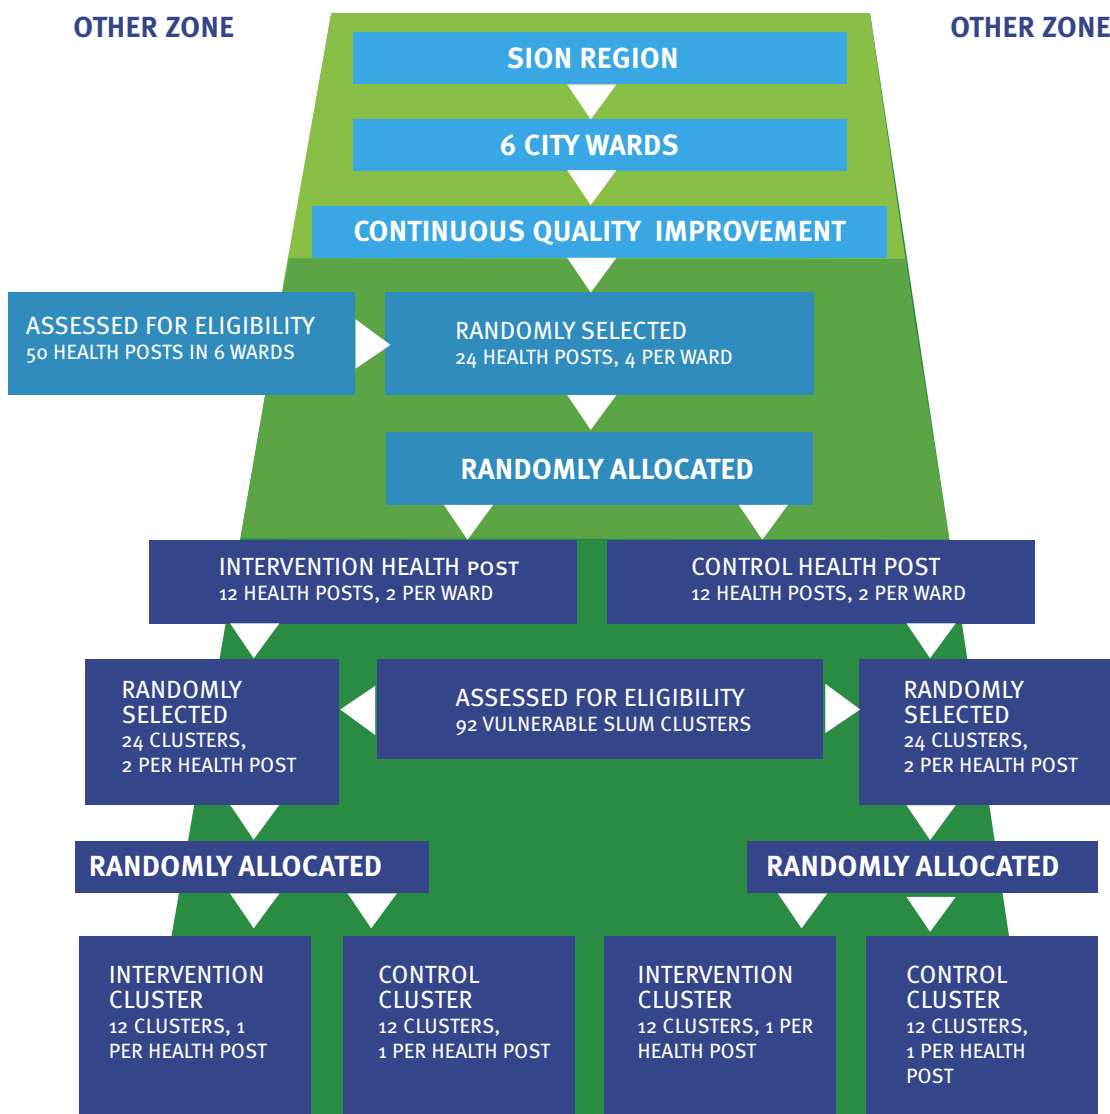 OTHER ZONE
OTHER ZONE
SION REGION
6 CITY WARDS
CONTINUOUS QUALITY IMPROVEMENT
ASSESSED FOR ELIGIBILITY
50 HEALTH POSTS IN 6 WARDS
RANDOMLY SELECTED
24 HEALTH POSTS, 4 PER WARD
RANDOMLY ALLOCATED
INTERVENTION HEALTH POST
12 HEALTH POSTS, 2 PER WARD
CONTROL HEALTH POST
12 HEALTH POSTS, 2 PER WARD
RANDOMLY
SELECTED
24 CLUSTERS,
2 PER HEALTH POST
ASSESSED FOR ELIGIBILITY
92 VULNERABLE SLUM CLUSTERS
RANDOMLY
SELECTED
24 CLUSTERS,
2 PER HEALTH POST
RANDOMLY ALLOCATED
RANDOMLY ALLOCATED
INTERVENTION
CLUSTER
12 CLUSTERS, 1
PER HEALTH POST
CONTROL
CLUSTER
12 CLUSTERS,
1 PER HEALTH POST
INTERVENTION
CLUSTER
12 CLUSTERS, 1 PER
HEALTH POST
CONTROL
CLUSTER
12 CLUSTERS,
1 PER HEALTH
POST